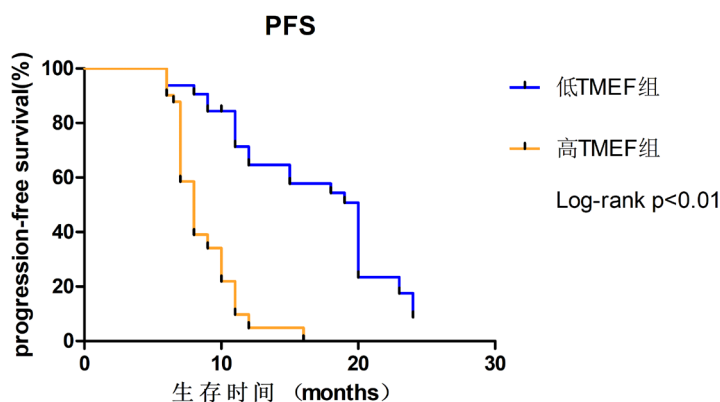 PFS
progression-free survival(%)
100
80
60
40
20
0
0
10
20
30
生存时间 (months)
低TMEF组
高TMEF组
Log-rank p<0.01